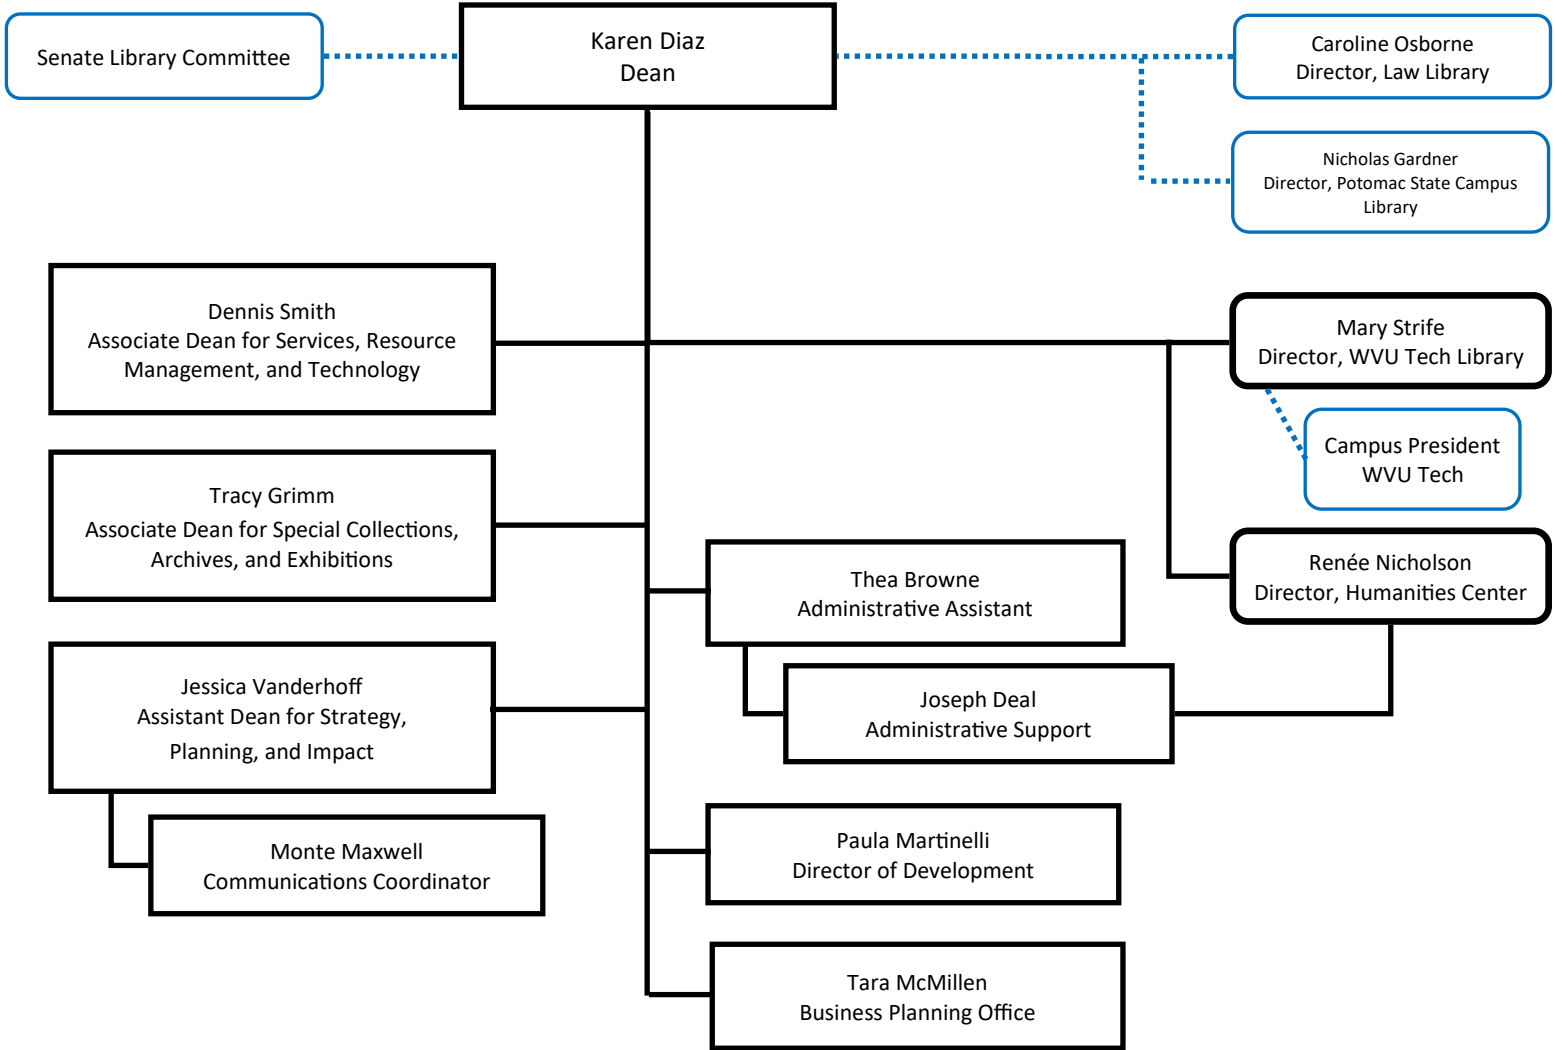 Senate Library Committee
Karen Diaz
Dean
Caroline Osborne
Director, Law Library
Nicholas Gardner
Director, Potomac State Campus
Library
Dennis Smith
Associate Dean for Services, Resource
Management, and Technology
Mary Strife
Director, WVU Tech Library
Campus President
WVU Tech
Tracy Grimm
Associate Dean for Special Collections,
Archives, and Exhibitions
Thea Browne
Administrative Assistant
Renée Nicholson
Director, Humanities Center
Jessica Vanderhoff
Assistant Dean for Strategy,
Planning, and Impact
Joseph Deal
Administrative Support
Monte Maxwell
Communications Coordinator
Paula Martinelli
Director of Development
Tara McMillen
Business Planning Office